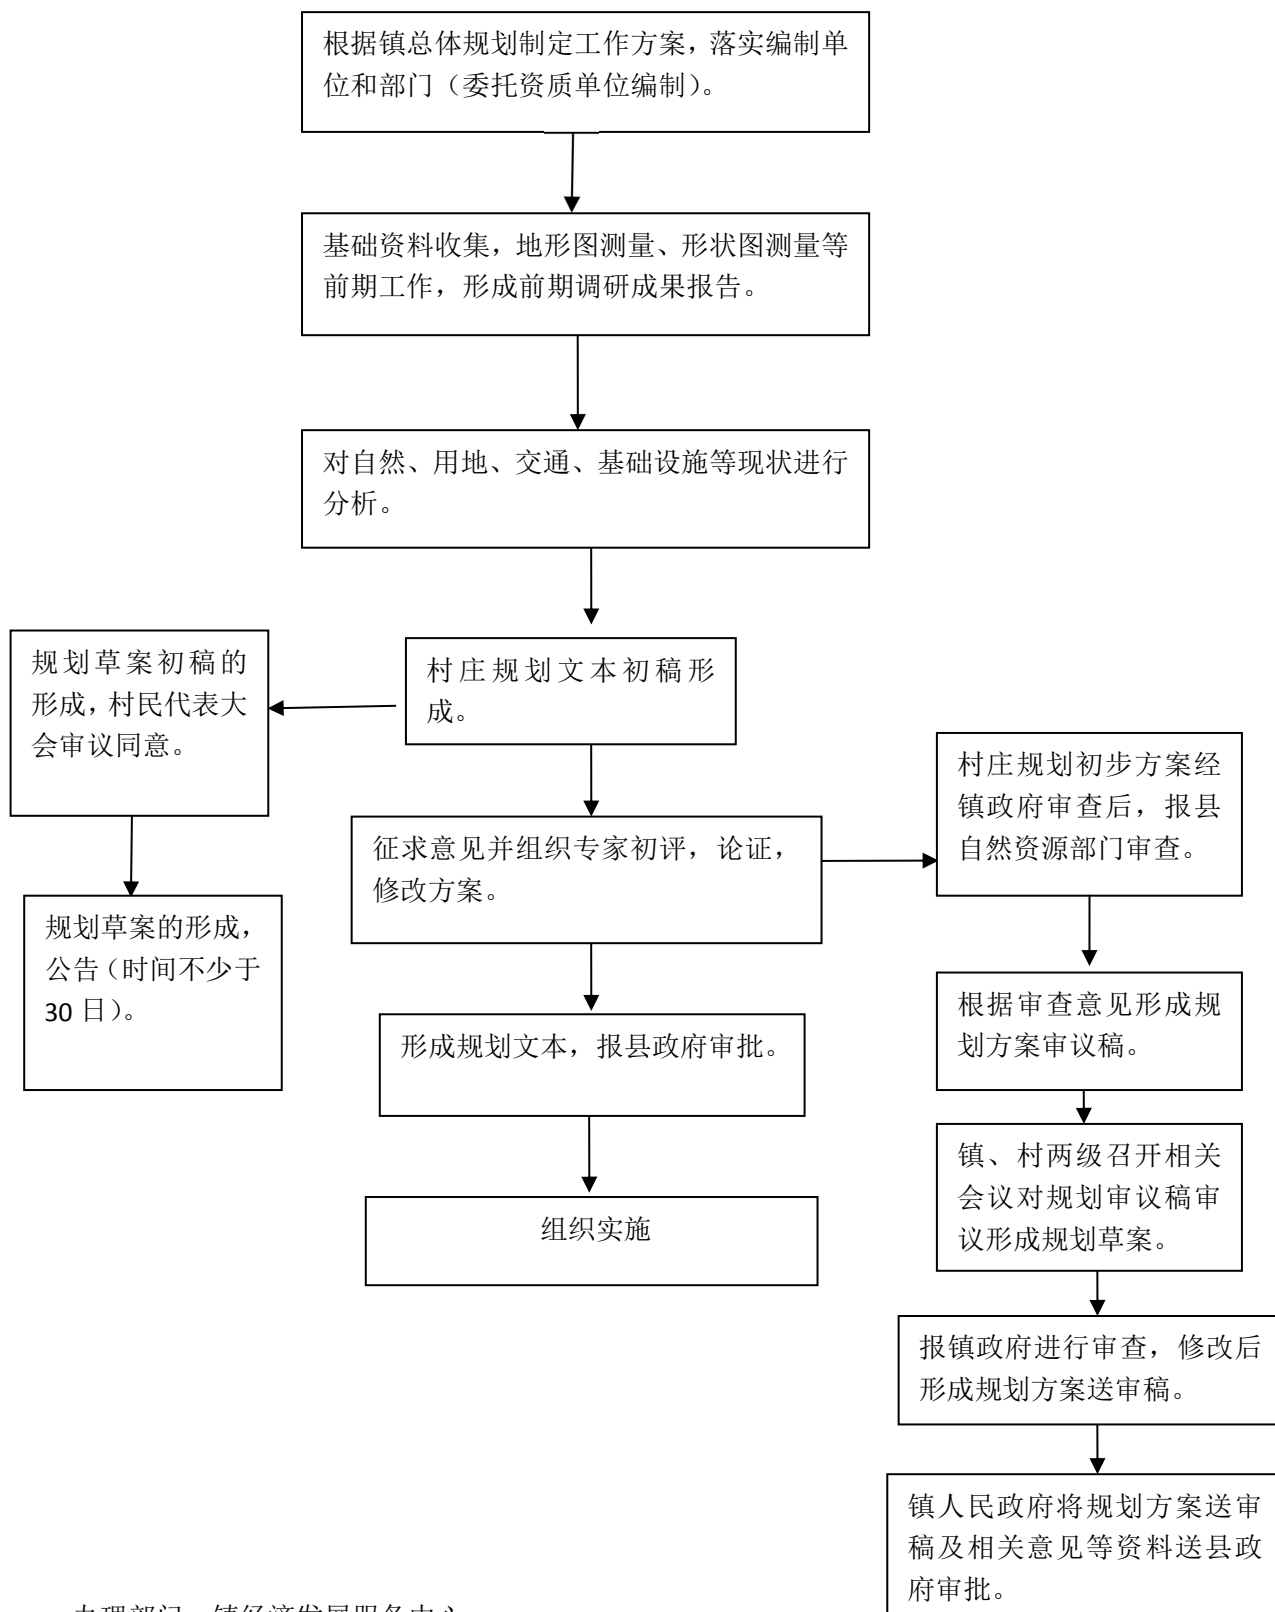 根据镇总体规划制定工作方案，落实编制单
位和部门（委托资质单位编制）。
基础资料收集，地形图测量、形状图测量等
前期工作，形成前期调研成果报告。
对自然、用地、交通、基础设施等现状进行
分析。
村庄规划文本初稿形
成。
规划草案初稿的
形成，村民代表大
会审议同意。
规划草案的形成，
公告（时间不少于
30 日）。
征求意见并组织专家初评，论证，
修改方案。
形成规划文本，报县政府审批。
组织实施
村庄规划初步方案经
镇政府审查后，报县
自然资源部门审查。
根据审查意见形成规
划方案审议稿。
镇、村两级召开相关
会议对规划审议稿审
议形成规划草案。
报镇政府进行审查，修改后
形成规划方案送审稿。
镇人民政府将规划方案送审
稿及相关意见等资料送县政
府审批。
办理部门：镇经济发展服务中心